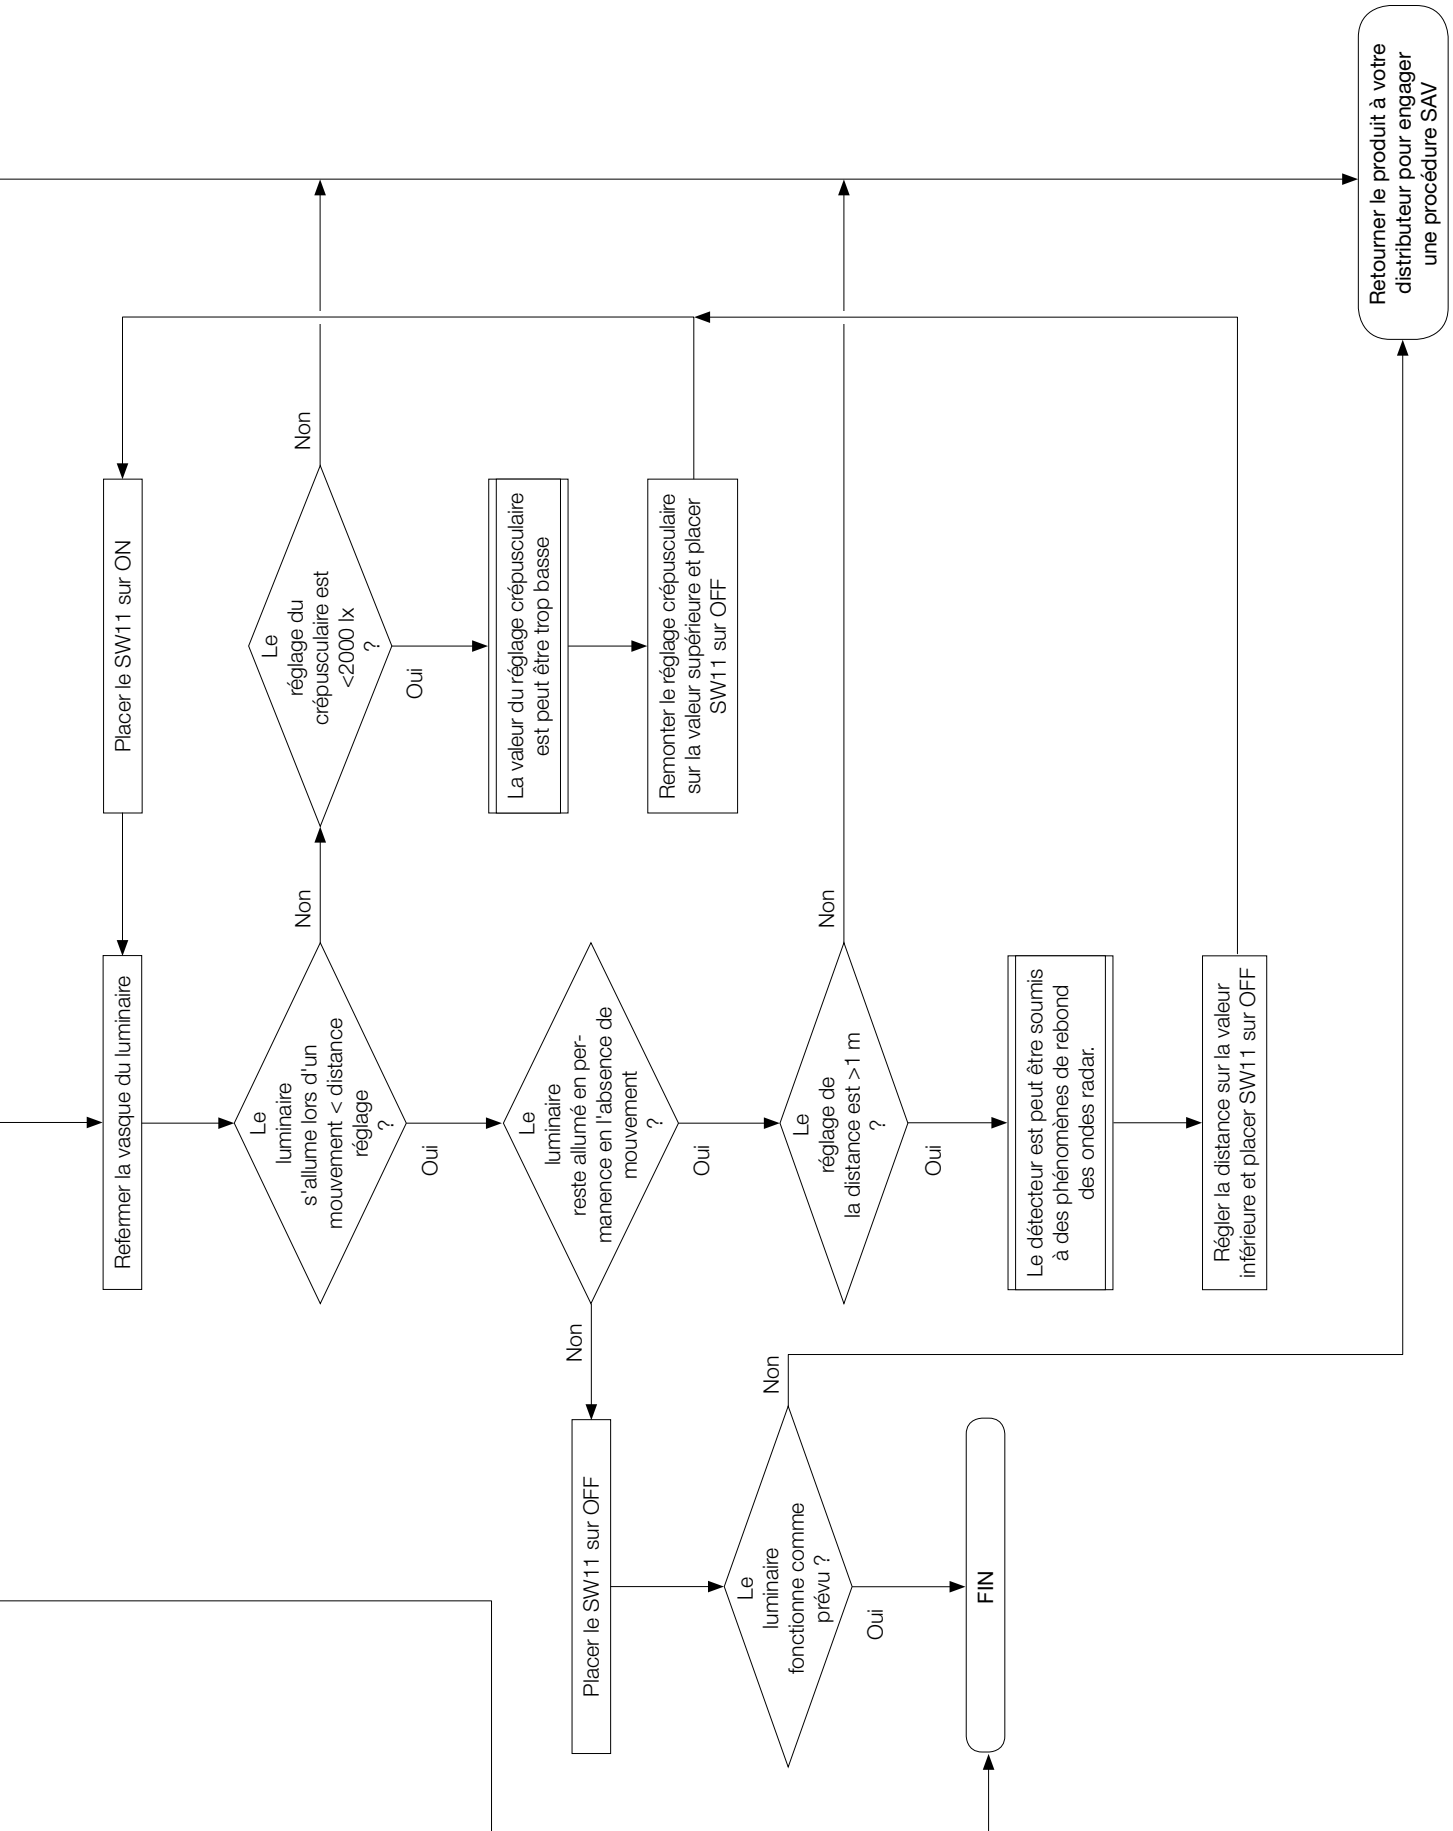 Refermer la vasque du luminaire
Placer le SW11 sur ON
Le
luminaire
s'allume lors d'un
mouvement < distance
réglage
?
Non
Oui
Le
réglage du
crépusculaire est
<2000 lx
?
Non
Oui
La valeur du réglage crépusculaire
est peut être trop basse
Remonter le réglage crépusculaire
sur la valeur supérieure et placer
SW11 sur OFF
Le
luminaire
reste allumé en per-
manence en l'absence de
mouvement
?
Non
Oui
Placer le SW11 sur OFF
Le
luminaire
fonctionne comme
prévu ?
Non
Oui
FIN
Le
réglage de
la distance est >1 m
?
Non
Oui
Le détecteur est peut être soumis
à des phénomènes de rebond
des ondes radar.
Régler la distance sur la valeur
inférieure et placer SW11 sur OFF
Retourner le produit à votre
distributeur pour engager
une procédure SAV